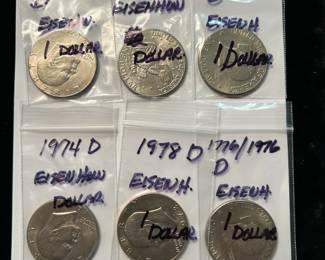 EISENHOW
EISEN H.
1 DOLLAR
DOLLAR
1 DOLLAR
1974 D
1978 D
1776/1976
D
EISENHOW
DOLLAR
EISENH.
1
DOLLAR
EISENH.
1
DOLLAR